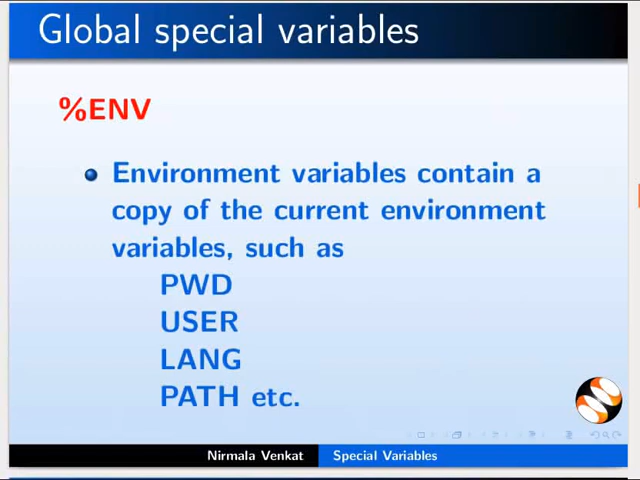 Global special variables
%ENV
Environment variables contain a
copy of the current environment
variables, such as
PWD
USER
LANG
PATH etc.
Nirmala Venkat
Special Variables